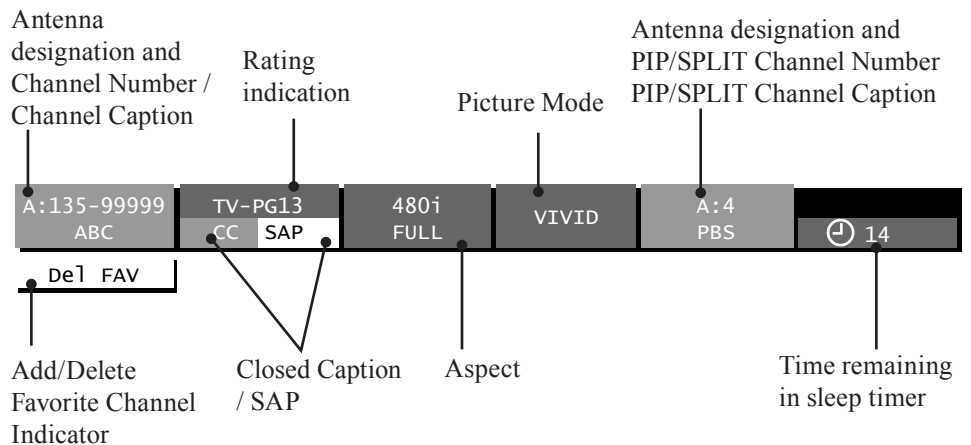 Antenna
designation and
Channel Number /
Channel Caption
Rating
indication
Picture Mode
Antenna designation and
PIP/SPLIT Channel Number
PIP/SPLIT Channel Caption
A:135-99999
ABC
TV-PG13
CC SAP
480i
FULL
VIVID
A:4
PBS
14
Del FAV
Add/Delete
Favorite Channel
Indicator
Closed Caption
/ SAP
Aspect
Time remaining
in sleep timer